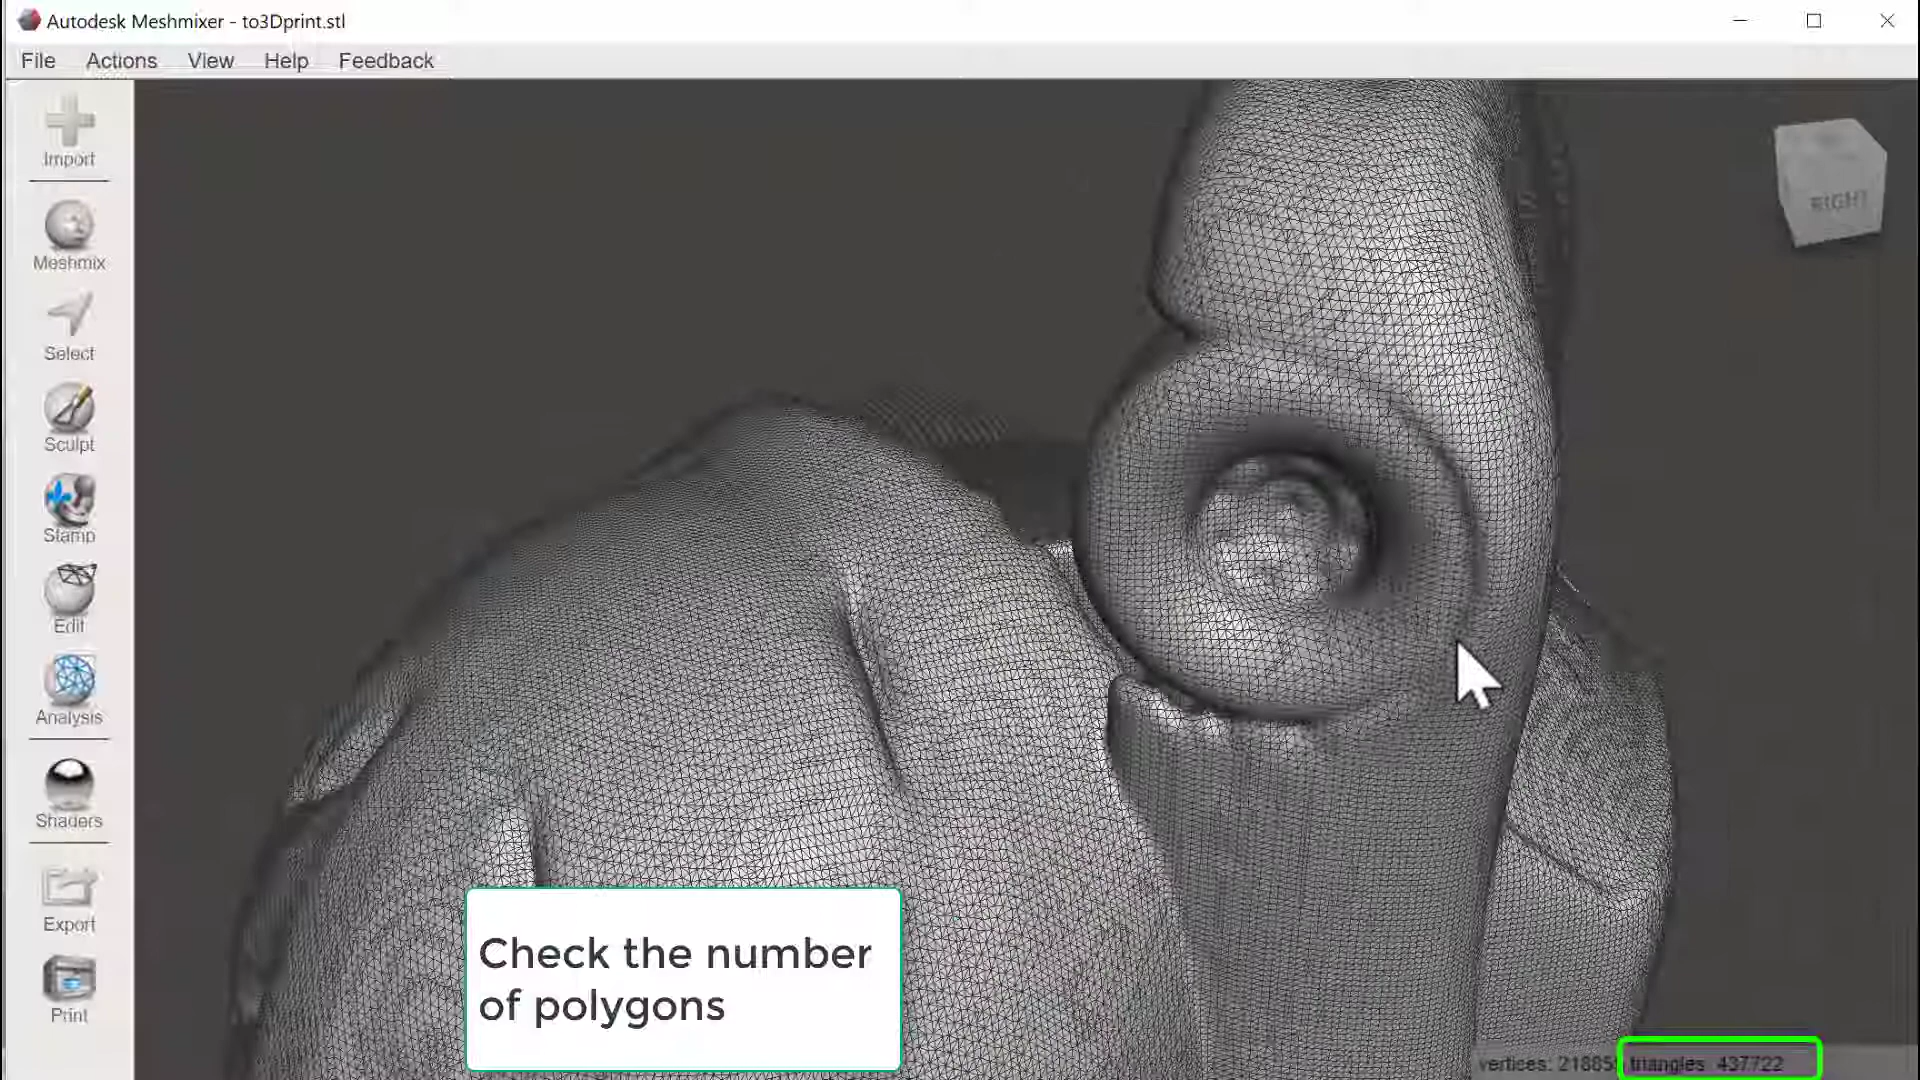 Autodesk Meshmixer - to3Dprint.stl
File Actions View Help Feedback
Import
RIGHT
Meshmix
Select
Sculpt
Stamp
Edit
Analysis
Shaders
Export
Print
Check the number
of polygons
vertices: 21885 triangles 437722